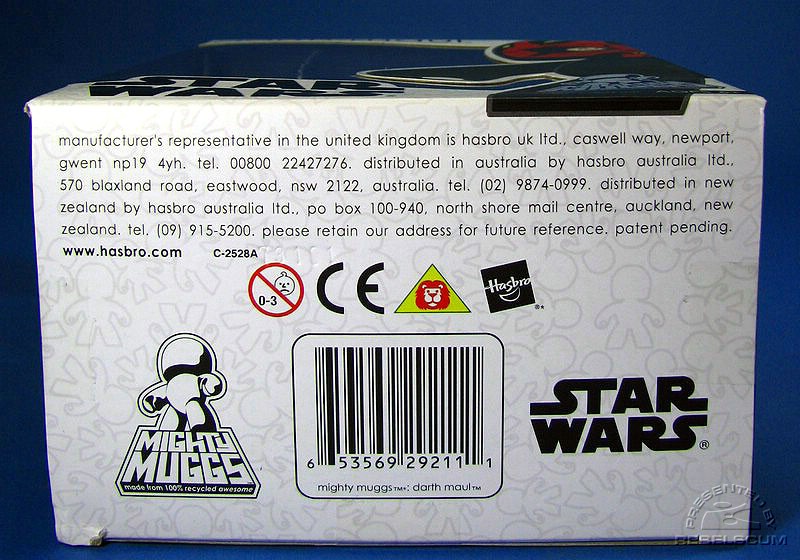 STAR WARS
manufacturer's representative in the united kingdom is hasbro uk ltd., caswell way, newport,
gwent np19 4yh. tel. 00800 22427276. distributed in australia by hasbro australia ltd.,
570 blaxland road, eastwood, nsw 2122, australia. tel. (02) 9874-0999. distributed in new
zealand by hasbro australia ltd., po box 100-940, north shore mail centre, auckland, new
zealand. tel. (09) 915-5200. please retain our address for future reference. patent pending.
www.hasbro.com C-2528A
0-3 CE Hasbro ®*
MIGHTY
MUGGS
made from 100% recycled awesome
6 53569 29211 1
mighty muggs™*: darth maul™
STAR
WARS®
PRESENTED BY
REBELSCUM